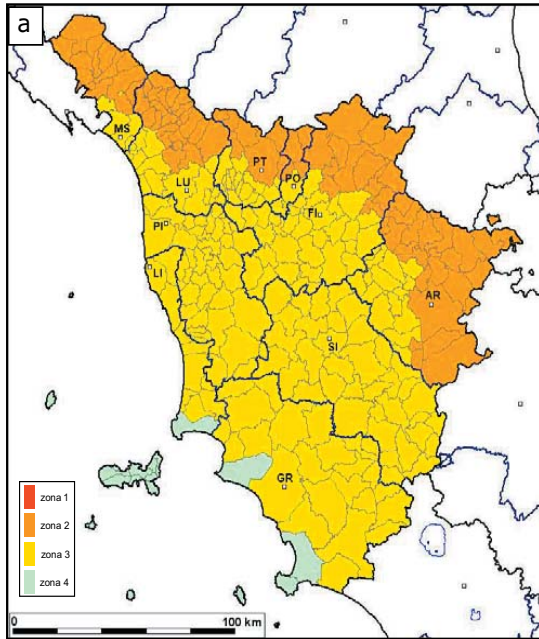 a
MS
PT
PO
LU
FI
PI
LI
AR
SI
GR
zona 1
zona 2
zona 3
zona 4
0
100 km